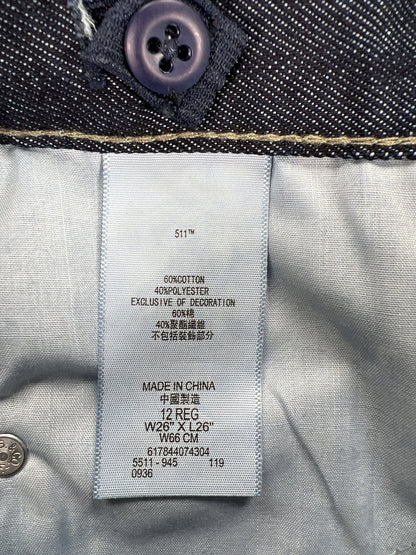 511™
60%COTTON
40%POLYESTER
EXCLUSIVE OF DECORATION
60%棉
40%聚酯纖維
不包括裝飾部分
MADE IN CHINA
中國製造
12 REG
W26" X L26"
W66 CM
617844074304
5511 - 945 119
0936